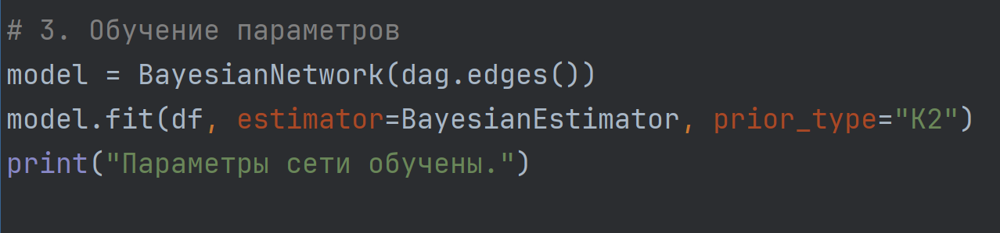 # 3. Обучение параметров
model = BayesianNetwork(dag.edges())
model.fit(df, estimator=BayesianEstimator, prior_type="K2")
print("Параметры сети обучены.")